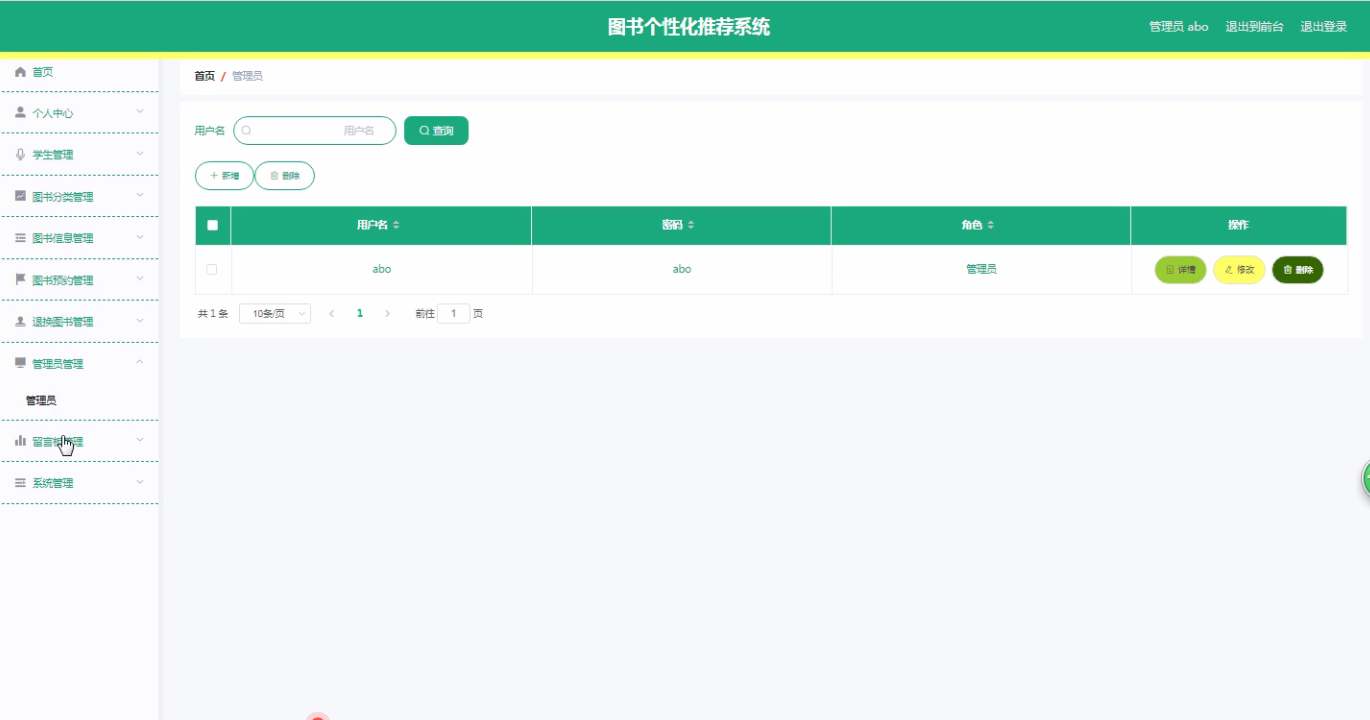 图书个性化推荐系统
管理员 abo 退出到前台 退出登录
首页
个人中心
学生管理
图书分类管理
图书信息管理
图书预约管理
退换图书管理
管理员管理
管理员
留言板管理
系统管理
首页 / 管理员
用户名 用户名 查询
+ 新增 删除
用户名 密码 角色 操作
abo abo 管理员 详情 修改 删除
共 1 条 10条/页 < 1 > 前往 1 页